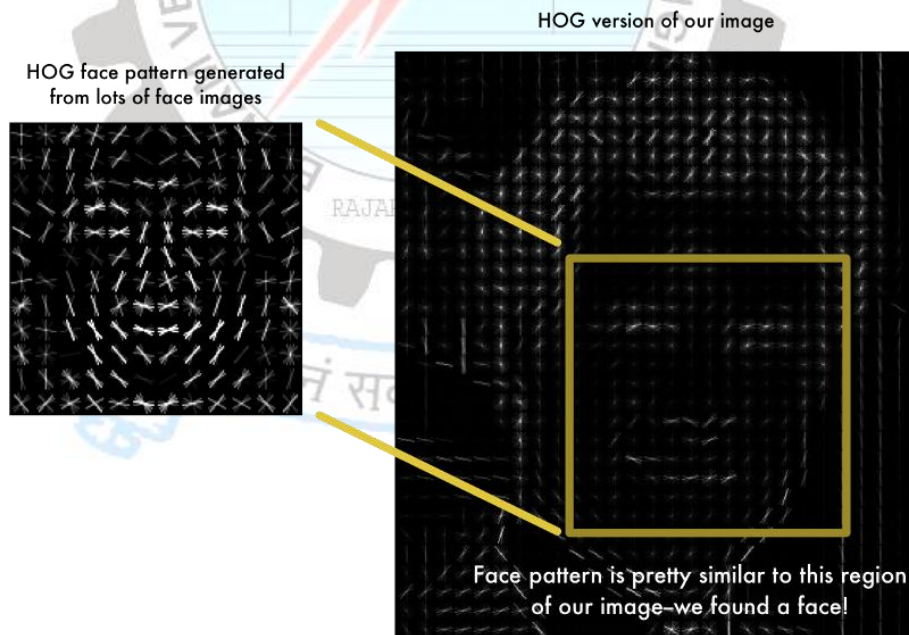 HOG version of our image
HOG face pattern generated
from lots of face images
Face pattern is pretty similar to this region
of our image–we found a face!